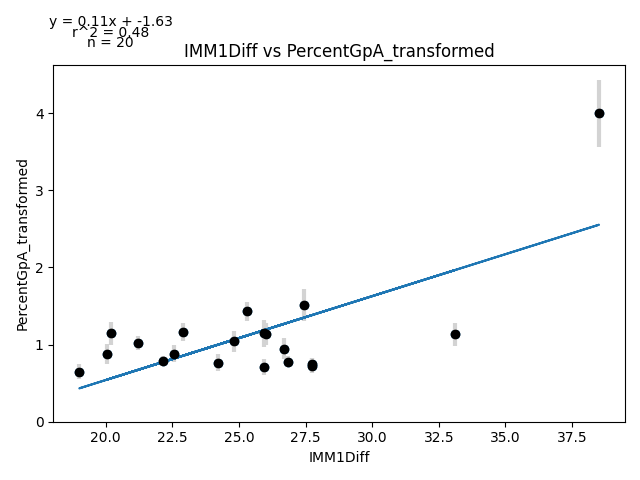 y = 0.11x + -1.63
r^2 = 0.48
n = 20
IMM1Diff vs PercentGpA_transformed
PercentGpA_transformed
4
3
2
1
0
20.0 22.5 25.0 27.5 30.0 32.5 35.0 37.5
IMM1Diff